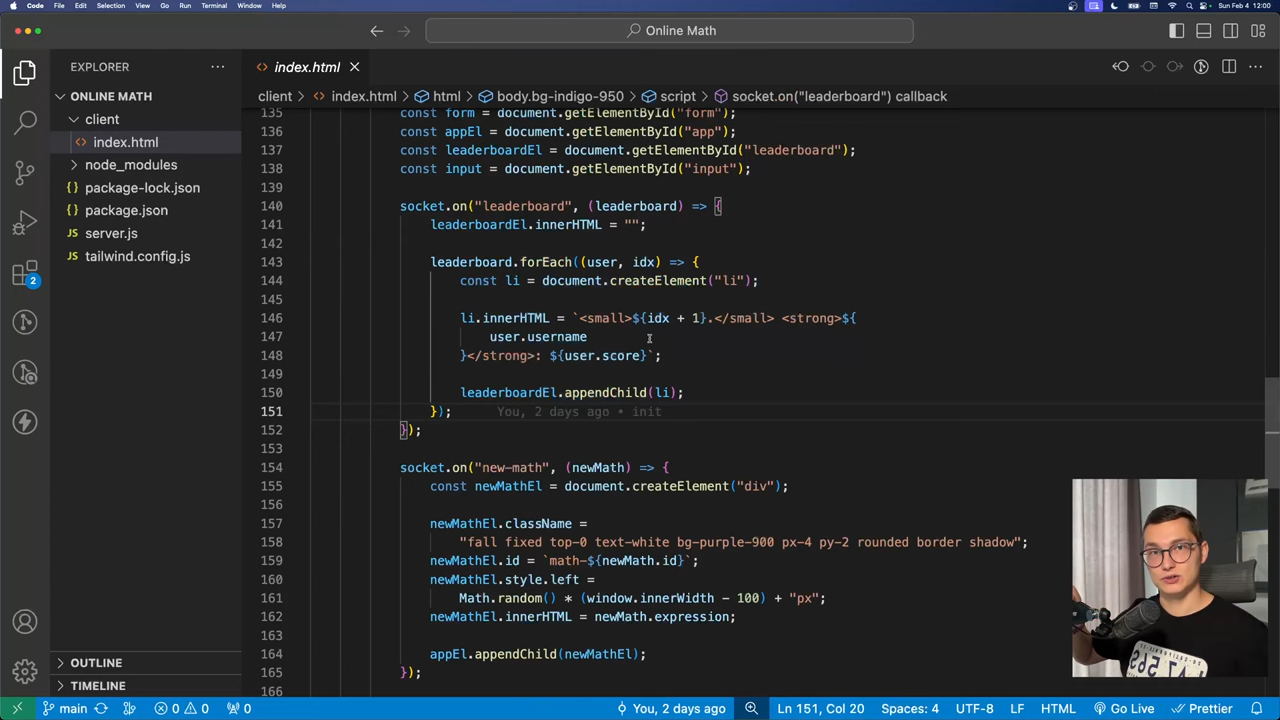 Code File Edit Selection View Go Run Terminal Window Help Sun Feb 4 12:00
Online Math
EXPLORER
ONLINE MATH
client
index.html
node_modules
package-lock.json
package.json
server.js
tailwind.config.js
2
OUTLINE
TIMELINE
index.html
client > index.html > html > body.bg-indigo-950 > script > socket.on("leaderboard") callback
135 const form = document.getElementById("form");
136 const appEl = document.getElementById("app");
137 const leaderboardEl = document.getElementById("leaderboard");
138 const input = document.getElementById("input");
139
140 socket.on("leaderboard", (leaderboard) => {
141 leaderboardEl.innerHTML = "";
142
143 leaderboard.forEach((user, idx) => {
144 const li = document.createElement("li");
145
146 li.innerHTML = `<small>${idx + 1}.</small> <strong>${
147 user.username
148 }</strong>: ${user.score}`;
149
150 leaderboardEl.appendChild(li);
151 }); You, 2 days ago • init
152 });
153
154 socket.on("new-math", (newMath) => {
155 const newMathEl = document.createElement("div");
156
157 newMathEl.className =
158 "fall fixed top-0 text-white bg-purple-900 px-4 py-2 rounded border shadow";
159 newMathEl.id = `math-${newMath.id}`;
160 newMathEl.style.left =
161 Math.random() * (window.innerWidth - 100) + "px";
162 newMathEl.innerHTML = newMath.expression;
163
164 appEl.appendChild(newMathEl);
165 });
166
main 0 0 0 You, 2 days ago Ln 151, Col 20 Spaces: 4 UTF-8 LF HTML Go Live Prettier